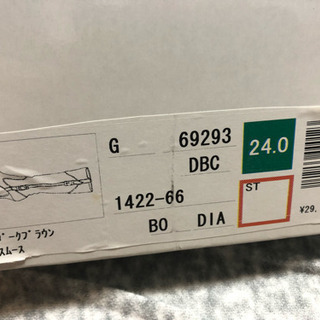 G 69293 24.0
DBC
1422-66 ST
BO DIA
ｰｸﾌﾞﾗｳﾝ
ｽﾑｰｽ
¥29.